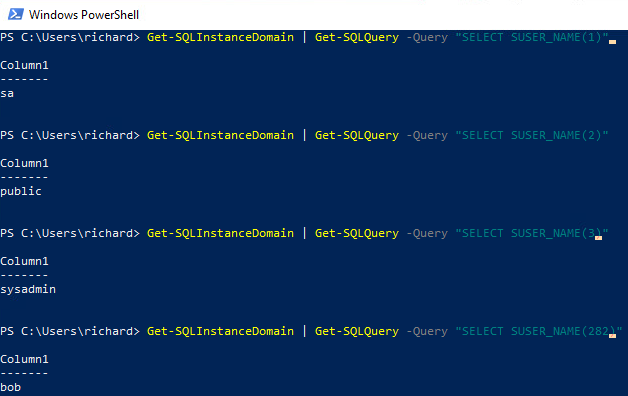 Windows PowerShell
PS C:\Users\richard> Get-SQLInstanceDomain | Get-SQLQuery -Query "SELECT SUSER_NAME(1)"
Column1
-------
sa
PS C:\Users\richard> Get-SQLInstanceDomain | Get-SQLQuery -Query "SELECT SUSER_NAME(2)"
Column1
-------
public
PS C:\Users\richard> Get-SQLInstanceDomain | Get-SQLQuery -Query "SELECT SUSER_NAME(3)"
Column1
-------
sysadmin
PS C:\Users\richard> Get-SQLInstanceDomain | Get-SQLQuery -Query "SELECT SUSER_NAME(282)"
Column1
-------
bob